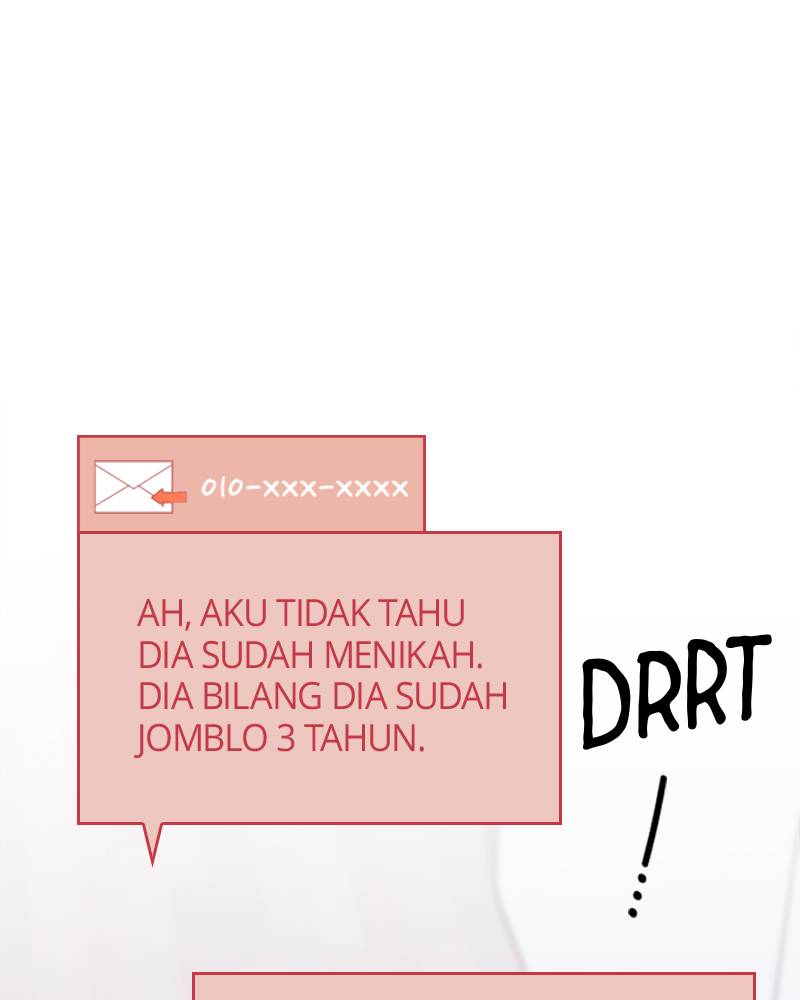 010-xxx-xxxx
AH, AKU TIDAK TAHU
DIA SUDAH MENIKAH.
DIA BILANG DIA SUDAH
JOMBLO 3 TAHUN.
DRRT